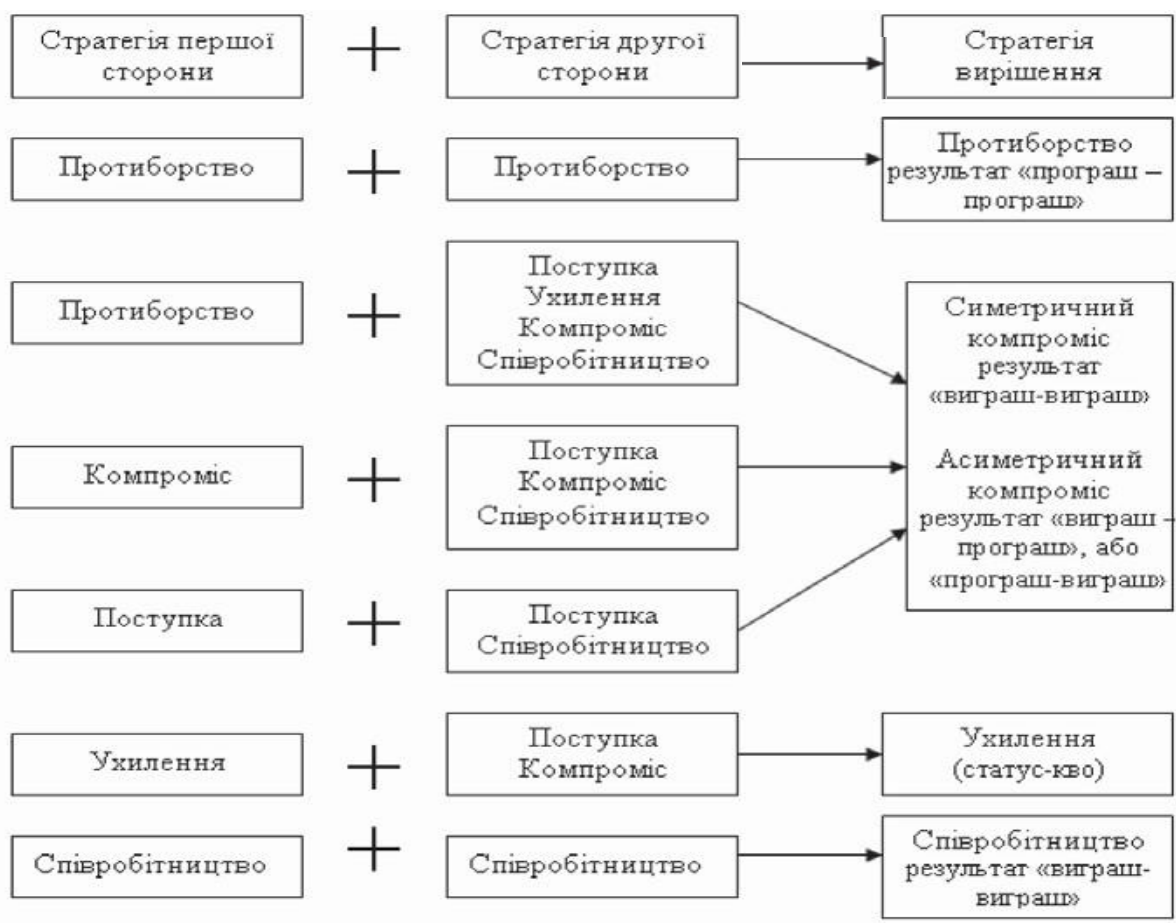 Стратегія першої
сторони
+
Стратегія другої
сторони
Стратегія
вирішення
Протиборство
+
Протиборство
Протиборство
результат «програш –
програш»
Протиборство
+
Поступка
Ухилення
Компроміс
Співробітництво
Симетричний
компроміс
результат
«виграш-виграш»
Асиметричний
компроміс
результат «виграш –
програш», або
«програш-виграш»
Компроміс
+
Поступка
Компроміс
Співробітництво
Поступка
+
Поступка
Співробітництво
Ухилення
+
Поступка
Компроміс
Ухилення
(статус-кво)
Співробітництво
+
Співробітництво
Співробітництво
результат «виграш-
виграш»